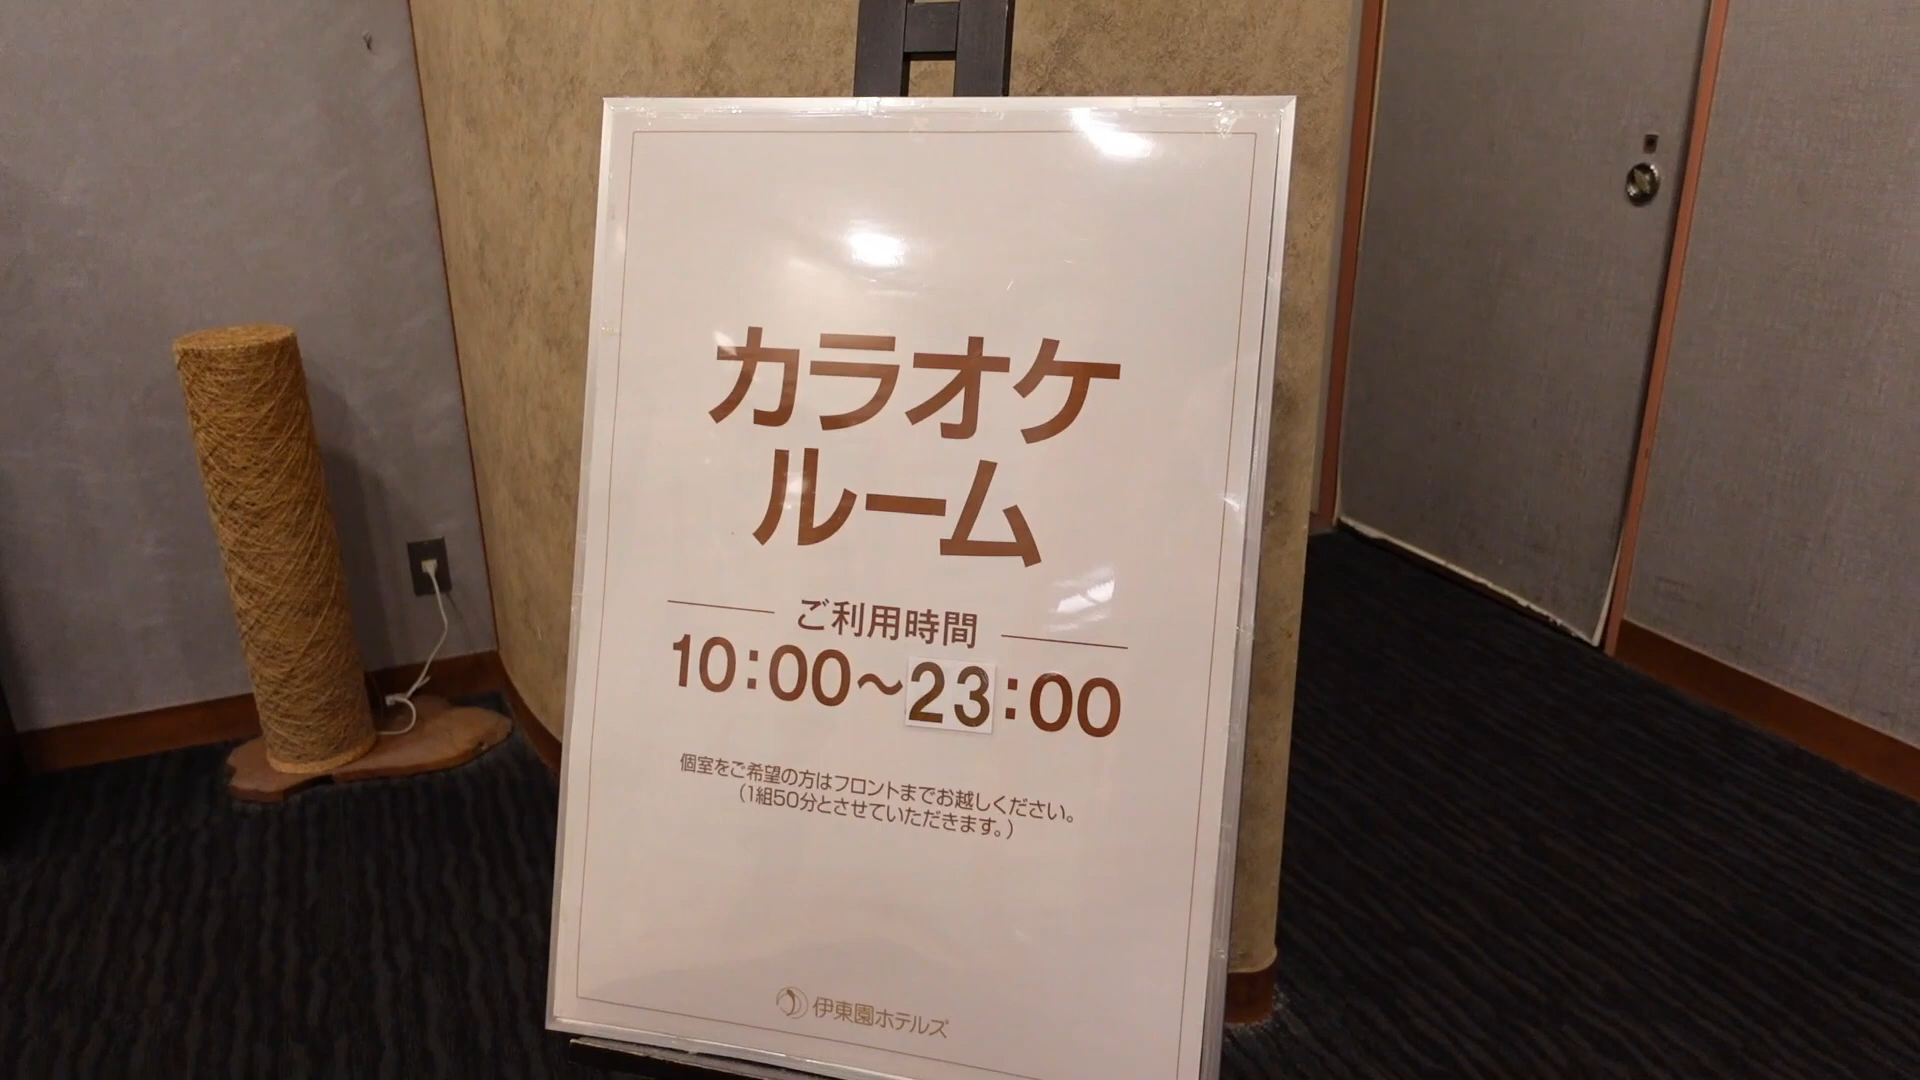 カラオケ
ルーム
ご利用時間
10:00～23:00
個室をご希望の方はフロントまでお越しください。
（1組50分とさせていただきます。）
伊東園ホテルズ